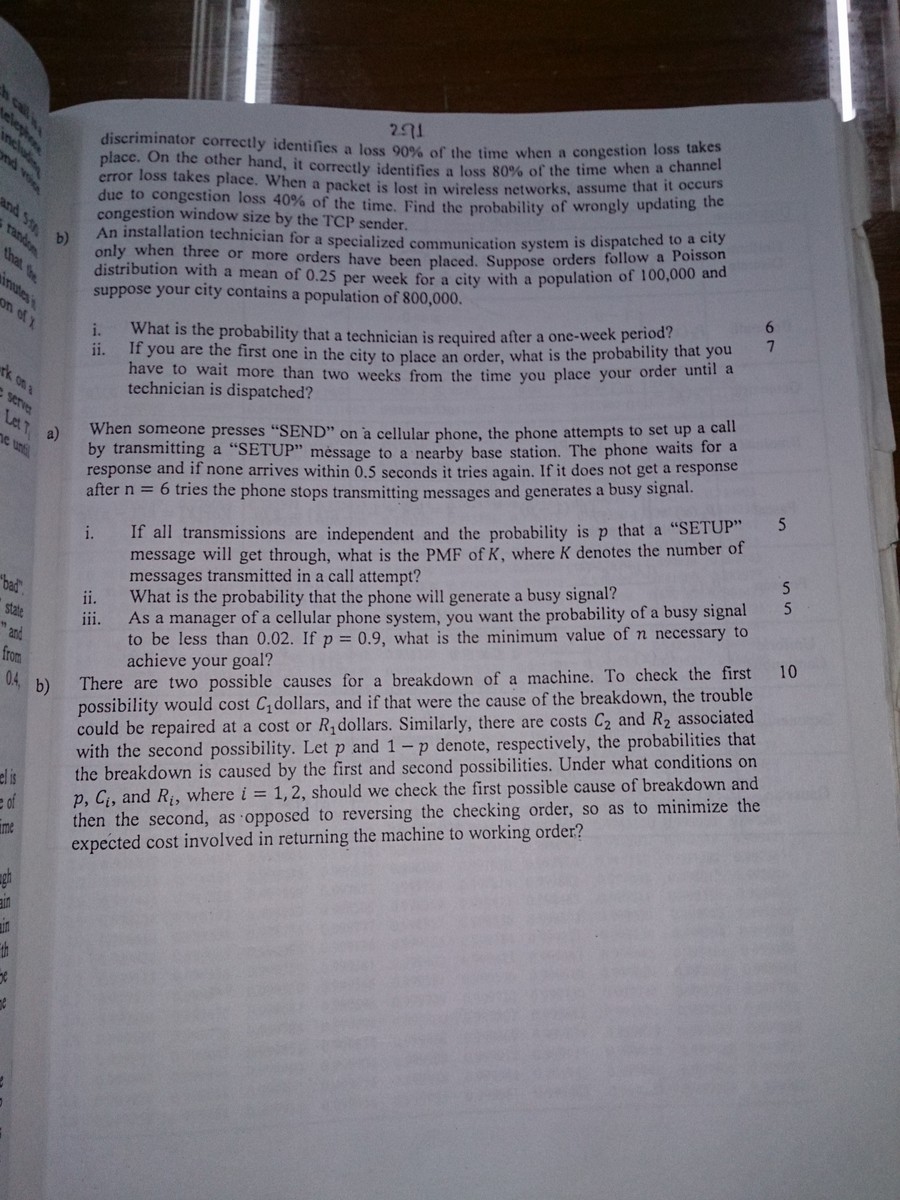 291
discriminator correctly identifies a loss 90% of the time when a congestion loss takes
place. On the other hand, it correctly identifies a loss 80% of the time when a channel
error loss takes place. When a packet is lost in wireless networks, assume that it occurs
due to congestion loss 40% of the time. Find the probability of wrongly updating the
congestion window size by the TCP sender.
b) An installation technician for a specialized communication system is dispatched to a city
only when three or more orders have been placed. Suppose orders follow a Poisson
distribution with a mean of 0.25 per week for a city with a population of 100,000 and
suppose your city contains a population of 800,000.
i. What is the probability that a technician is required after a one-week period? 6
ii. If you are the first one in the city to place an order, what is the probability that you 7
have to wait more than two weeks from the time you place your order until a
technician is dispatched?
a) When someone presses “SEND” on a cellular phone, the phone attempts to set up a call
by transmitting a “SETUP” message to a nearby base station. The phone waits for a
response and if none arrives within 0.5 seconds it tries again. If it does not get a response
after n = 6 tries the phone stops transmitting messages and generates a busy signal.
i. If all transmissions are independent and the probability is p that a “SETUP” 5
message will get through, what is the PMF of K, where K denotes the number of
messages transmitted in a call attempt?
ii. What is the probability that the phone will generate a busy signal? 5
iii. As a manager of a cellular phone system, you want the probability of a busy signal 5
to be less than 0.02. If p = 0.9, what is the minimum value of n necessary to
achieve your goal?
b) There are two possible causes for a breakdown of a machine. To check the first 10
possibility would cost C₁dollars, and if that were the cause of the breakdown, the trouble
could be repaired at a cost or R₁dollars. Similarly, there are costs C₂ and R₂ associated
with the second possibility. Let p and 1 − p denote, respectively, the probabilities that
the breakdown is caused by the first and second possibilities. Under what conditions on
p, Cᵢ, and Rᵢ, where i = 1, 2, should we check the first possible cause of breakdown and
then the second, as opposed to reversing the checking order, so as to minimize the
expected cost involved in returning the machine to working order?